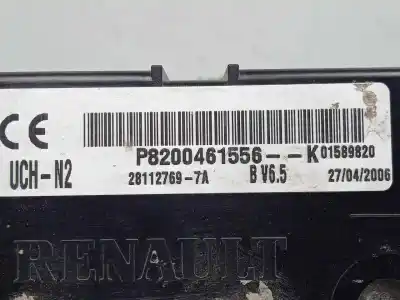 CE
P8200461556--K01589820
UCH-N2 28112769-7A B V6.5 27/04/2006
RENAULT